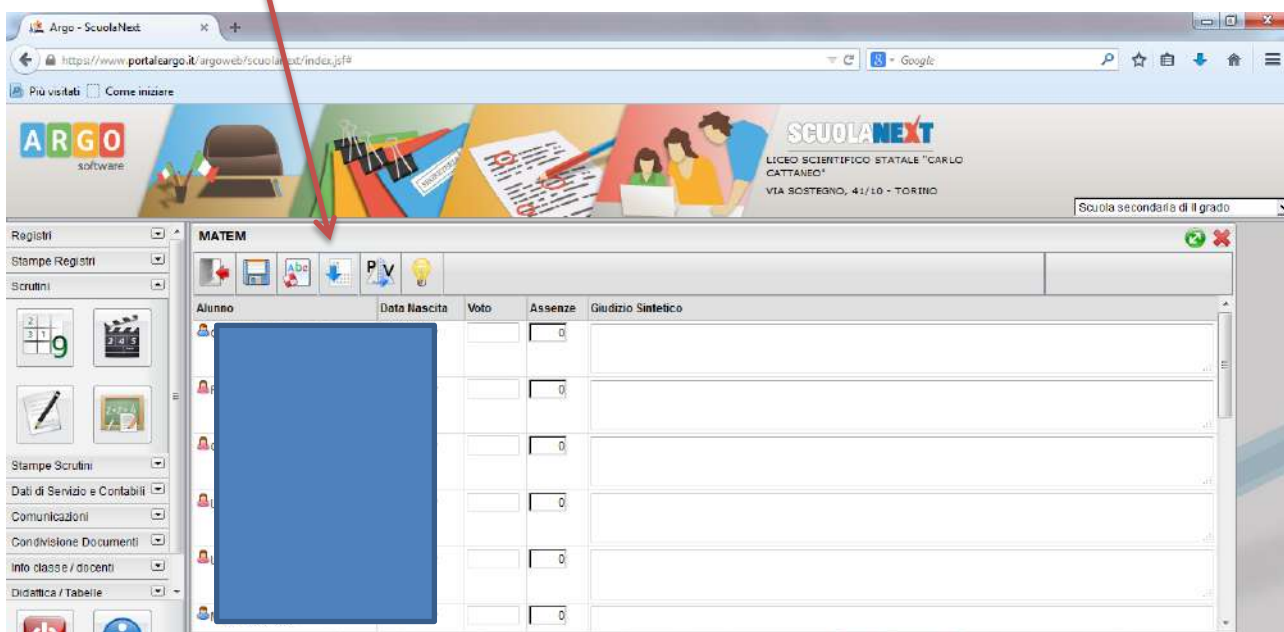 Argo - ScuolaNext
https://www.portaleargo.it/argoweb/scuolanext/index.jsf#
Google
Più visitati Come iniziare
ARGO
software
SCUOLANEXT
LICEO SCIENTIFICO STATALE "CARLO
CATTANEO"
VIA SOSTEGNO, 41/10 - TORINO
Scuola secondaria di II grado
Registri
Stampe Registri
Scrutini
Stampe Scrutini
Dati di Servizio e Contabili
Comunicazioni
Condivisione Documenti
Info classe / docenti
Didattica / Tabelle
MATEM
Abc
P V
Alunno Data Nascita Voto Assenze Giudizio Sintetico
0
0
0
0
0
0